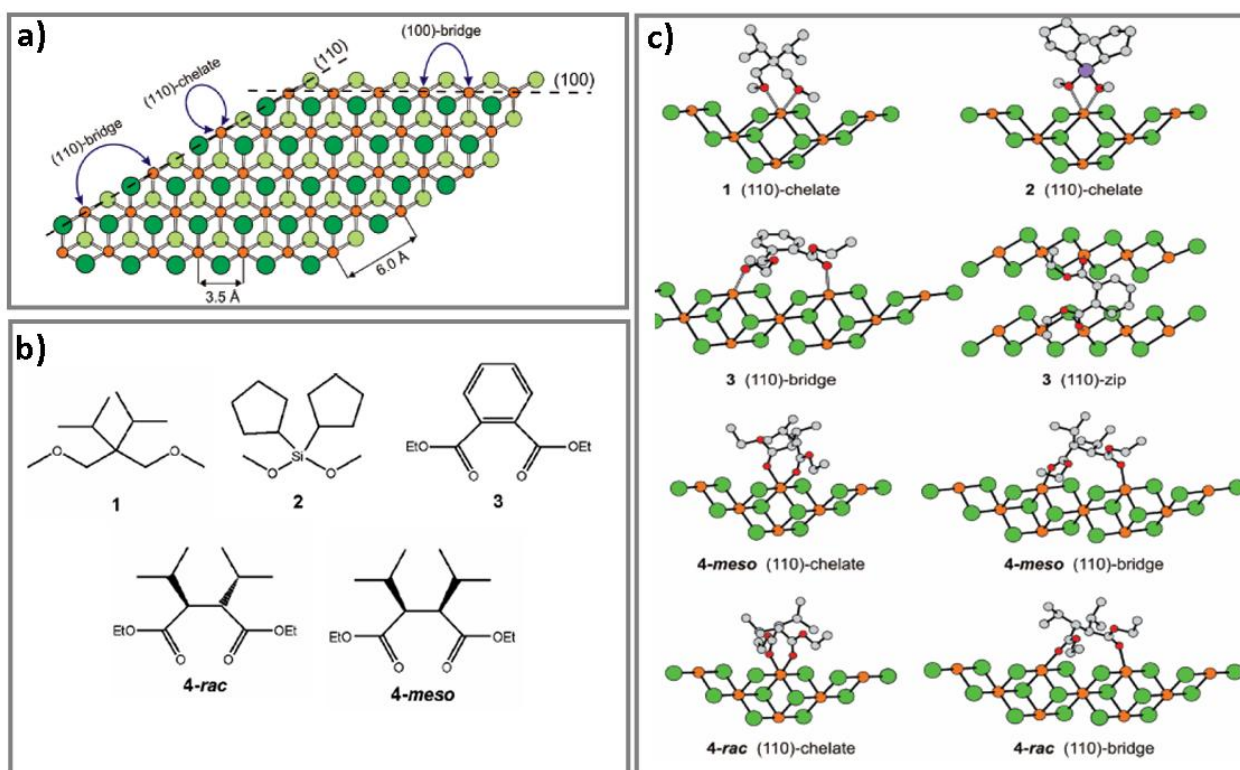 a)
(110)
(100)-bridge
(100)
(110)-chelate
(110)-bridge
3.5 Å
6.0 Å
b)
O
O
1
Si
O
O
2
EtO
OEt
O
O
3
EtO
OEt
O
O
4-rac
EtO
OEt
O
O
4-meso
c)
1 (110)-chelate
2 (110)-chelate
3 (110)-bridge
3 (110)-zip
4-meso (110)-chelate
4-meso (110)-bridge
4-rac (110)-chelate
4-rac (110)-bridge